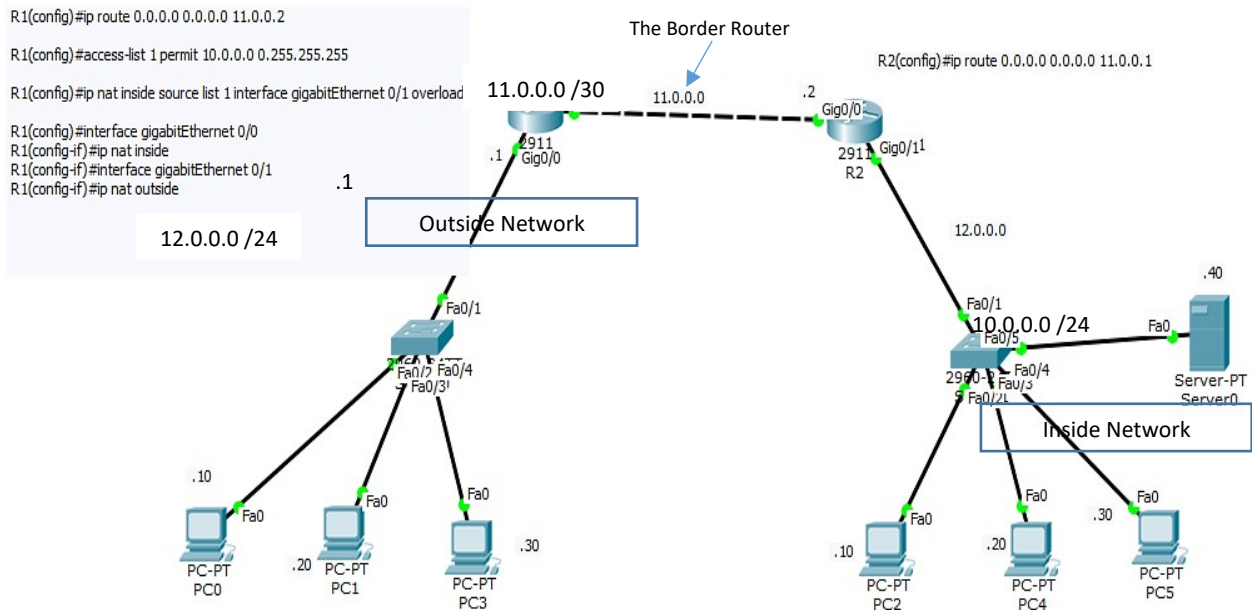 R1(config)#ip route 0.0.0.0 0.0.0.0 11.0.0.2
R1(config)#access-list 1 permit 10.0.0.0 0.255.255.255
R1(config)#ip nat inside source list 1 interface gigabitEthernet 0/1 overload
R1(config)#interface gigabitEthernet 0/0
R1(config-if)#ip nat inside
R1(config-if)#interface gigabitEthernet 0/1
R1(config-if)#ip nat outside
The Border Router
R2(config)#ip route 0.0.0.0 0.0.0.0 11.0.0.1
11.0.0.0 /30
11.0.0.0
.2
Gig0/0
2911
Gig0/0
.1
2911
R2
Gig0/1
.1
Outside Network
12.0.0.0 /24
12.0.0.0
.40
Fa0/1
Fa0/1
10.0.0.0 /24
Fa0/5
Fa0
Fa0/2
Fa0/4
Fa0/3
2960-2
Fa0/4
Fa0/3
Fa0/2
Server-PT
Server0
Inside Network
.10
Fa0
Fa0
Fa0
.20
.30
PC-PT
PC0
PC-PT
PC1
PC-PT
PC3
Fa0
Fa0
Fa0
.10
.20
.30
PC-PT
PC2
PC-PT
PC4
PC-PT
PC5